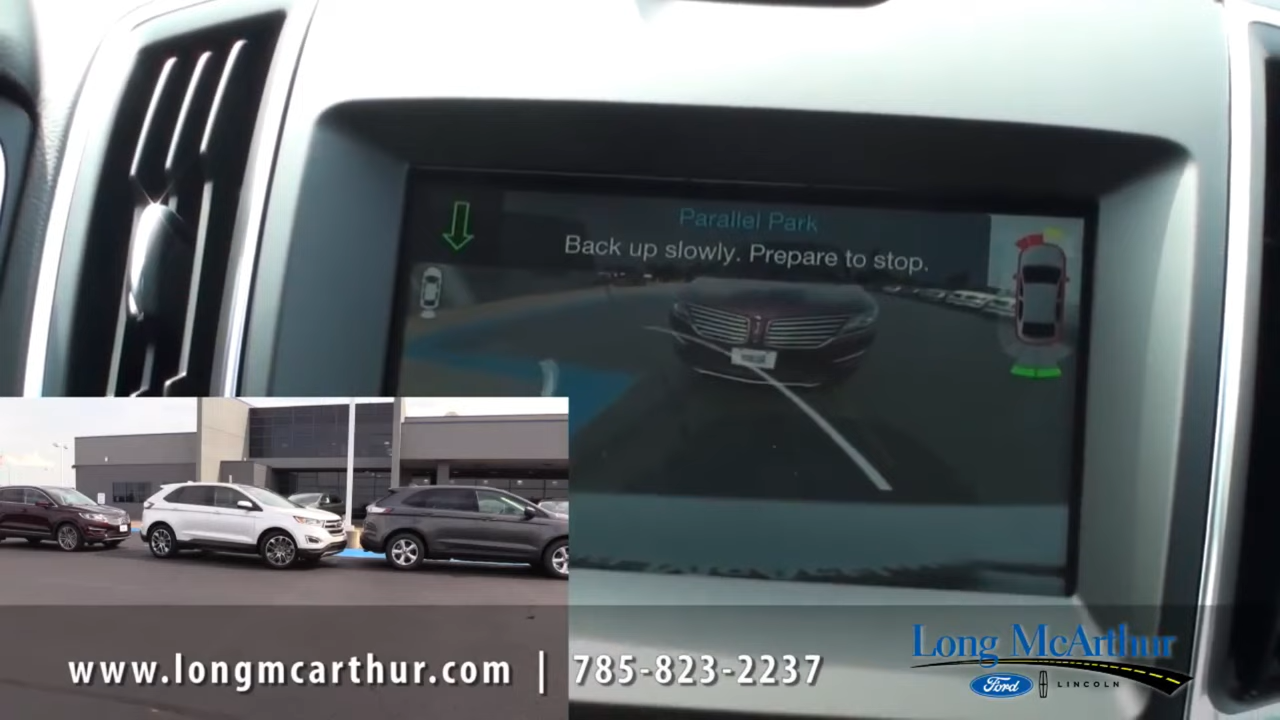 Parallel Park
Back up slowly. Prepare to stop.
www.longmcarthur.com | 785-823-2237
Long McArthur
Ford LINCOLN